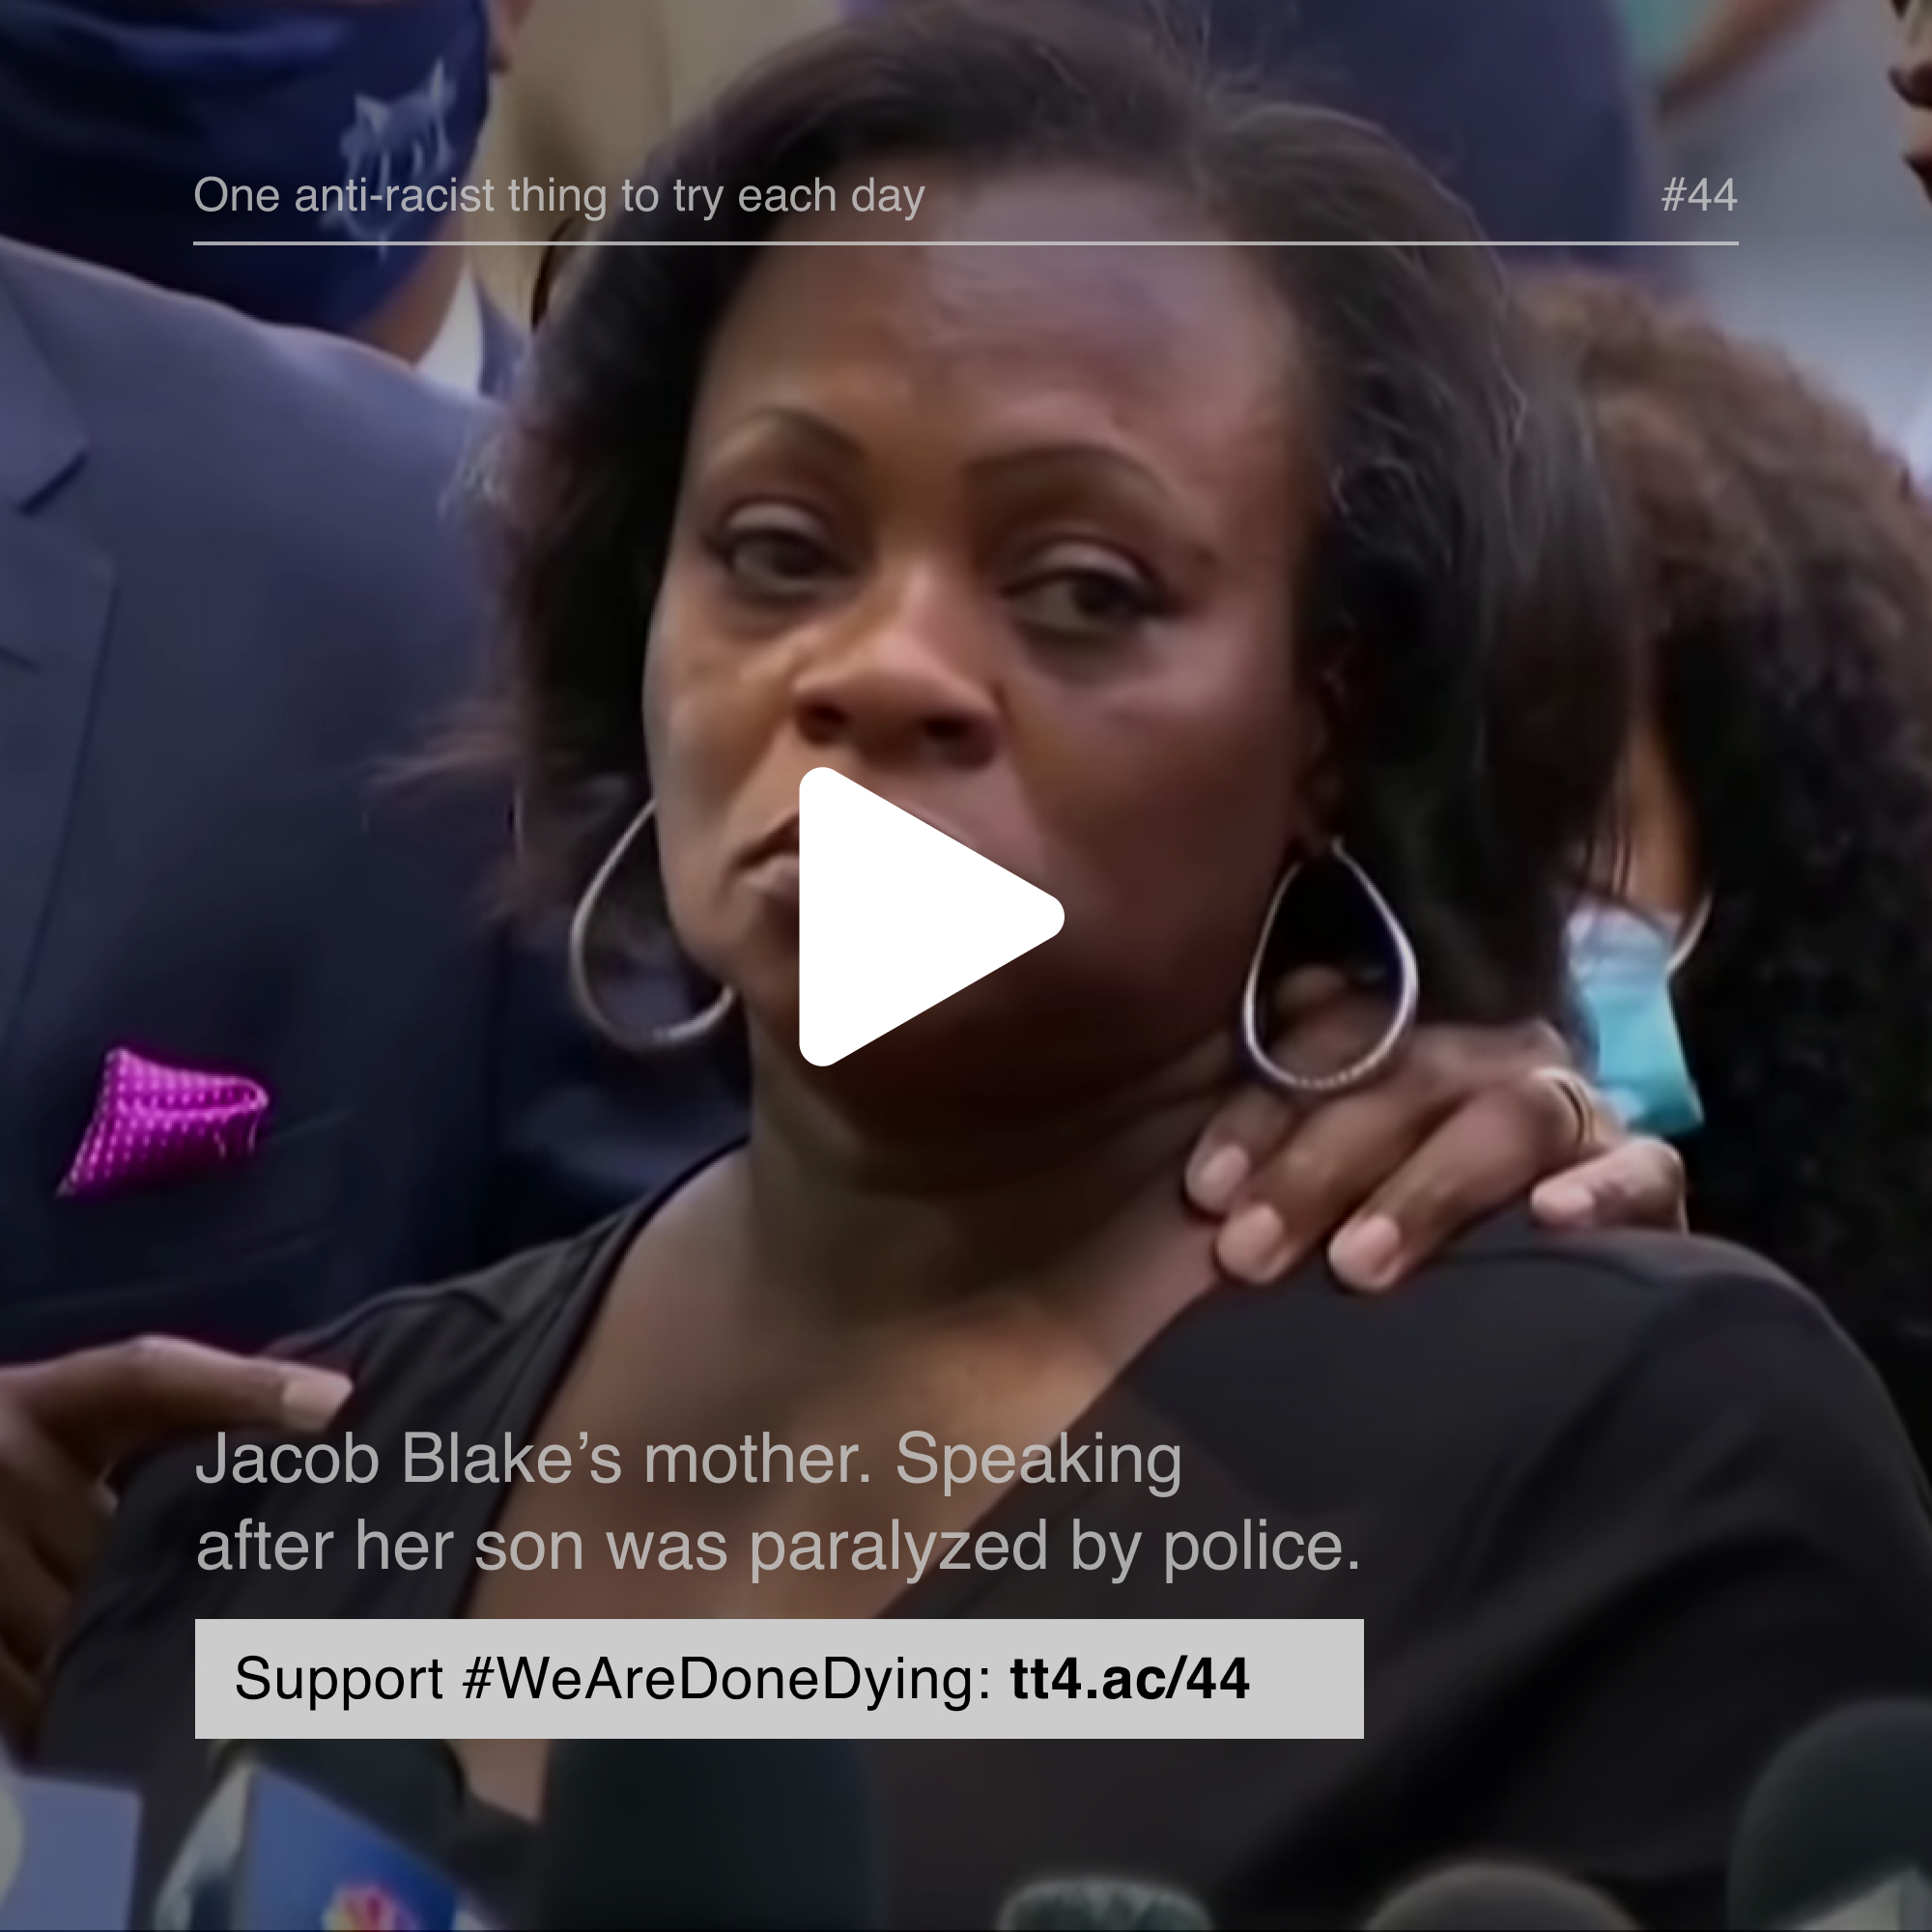 One anti-racist thing to try each day #44
Jacob Blake’s mother. Speaking
after her son was paralyzed by police.
Support #WeAreDoneDying: tt4.ac/44